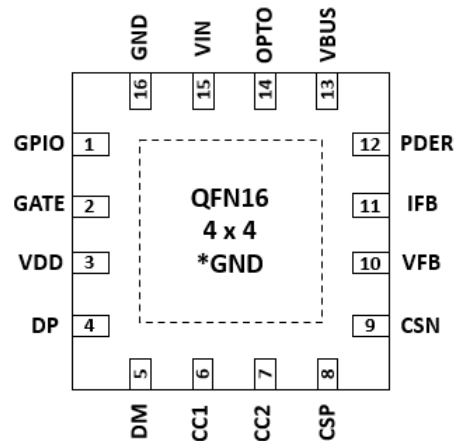 GND VIN OPTO VBUS
16 15 14 13
GPIO 1 12 PDER
GATE 2 11 IFB
VDD 3 10 VFB
DP 4 9 CSN
QFN16
4 x 4
*GND
5 6 7 8
DM CC1 CC2 CSP